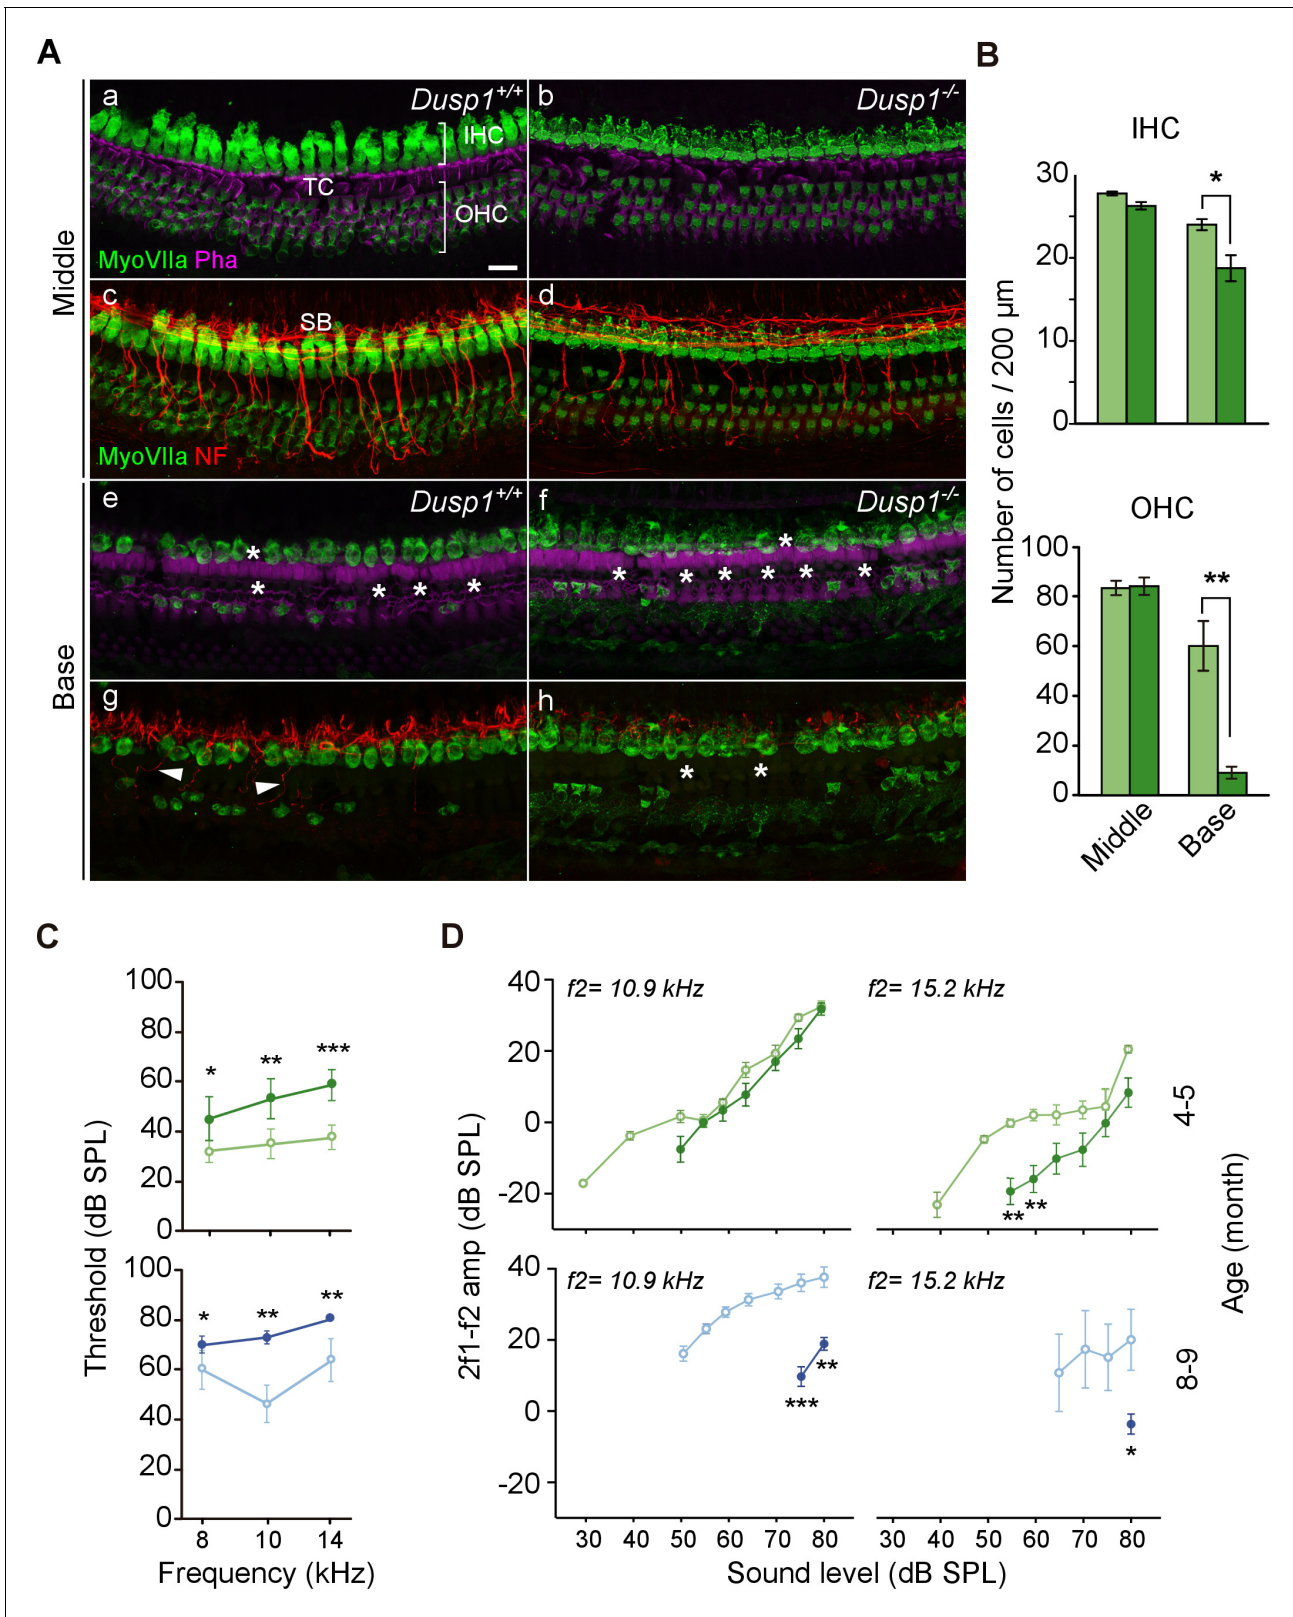 A
Middle
Base
a
Dusp1+/+
IHC
TC
OHC
MyoVIIa Pha
b
Dusp1-/-
c
SB
MyoVIIa NF
d
e
Dusp1+/+
*
*
*
*
*
f
Dusp1-/-
*
*
*
*
*
*
*
g
h
*
*
B
Number of cells / 200 µm
IHC
30
20
10
0
*
OHC
100
80
60
40
20
0
**
Middle
Base
C
Threshold (dB SPL)
100
80
60
40
20
0
*
**
***
100
80
60
40
20
0
*
**
**
8
10
14
Frequency (kHz)
D
2f1-f2 amp (dB SPL)
40
20
0
-20
f2= 10.9 kHz
f2= 15.2 kHz
**
**
4-5
40
20
0
-20
f2= 10.9 kHz
***
**
f2= 15.2 kHz
*
8-9
Age (month)
30 40 50 60 70 80
30 40 50 60 70 80
Sound level (dB SPL)